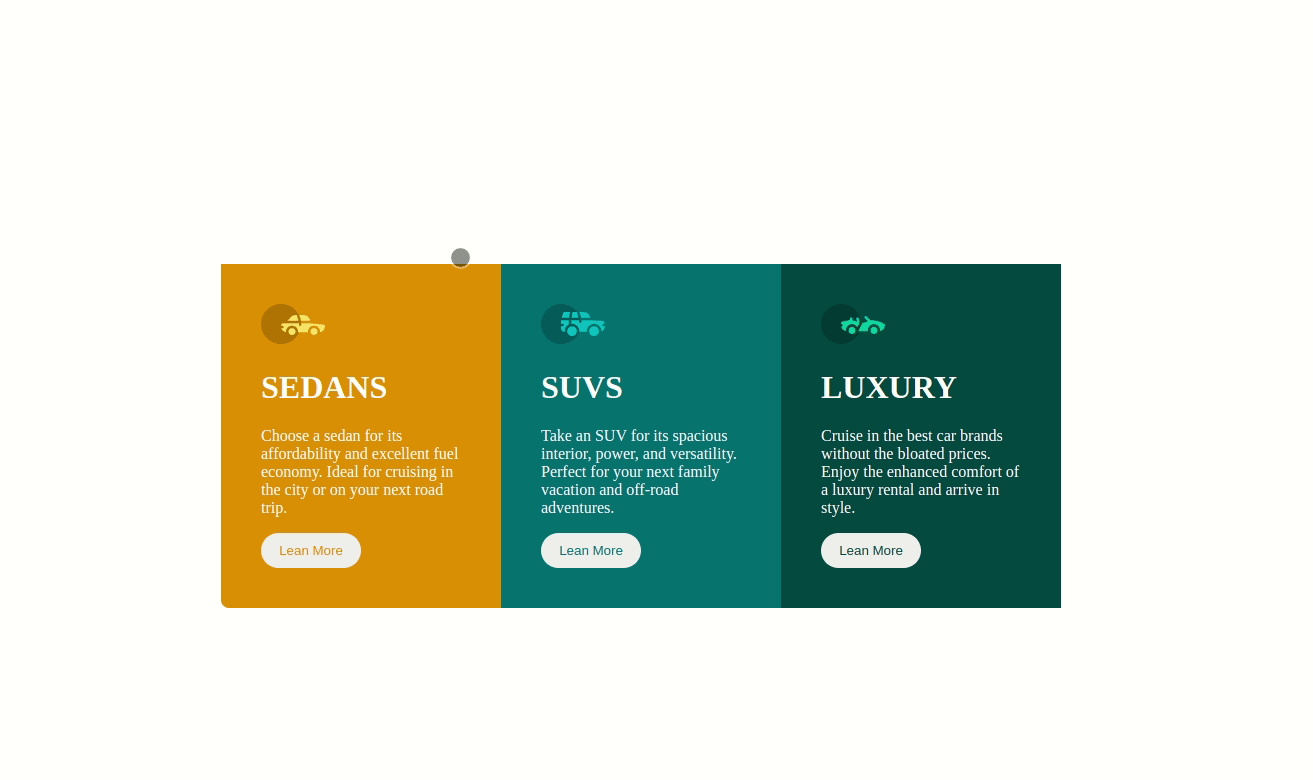 SEDANS
Choose a sedan for its
affordability and excellent fuel
economy. Ideal for cruising in
the city or on your next road
trip.
Lean More
SUVS
Take an SUV for its spacious
interior, power, and versatility.
Perfect for your next family
vacation and off-road
adventures.
Lean More
LUXURY
Cruise in the best car brands
without the bloated prices.
Enjoy the enhanced comfort of
a luxury rental and arrive in
style.
Lean More